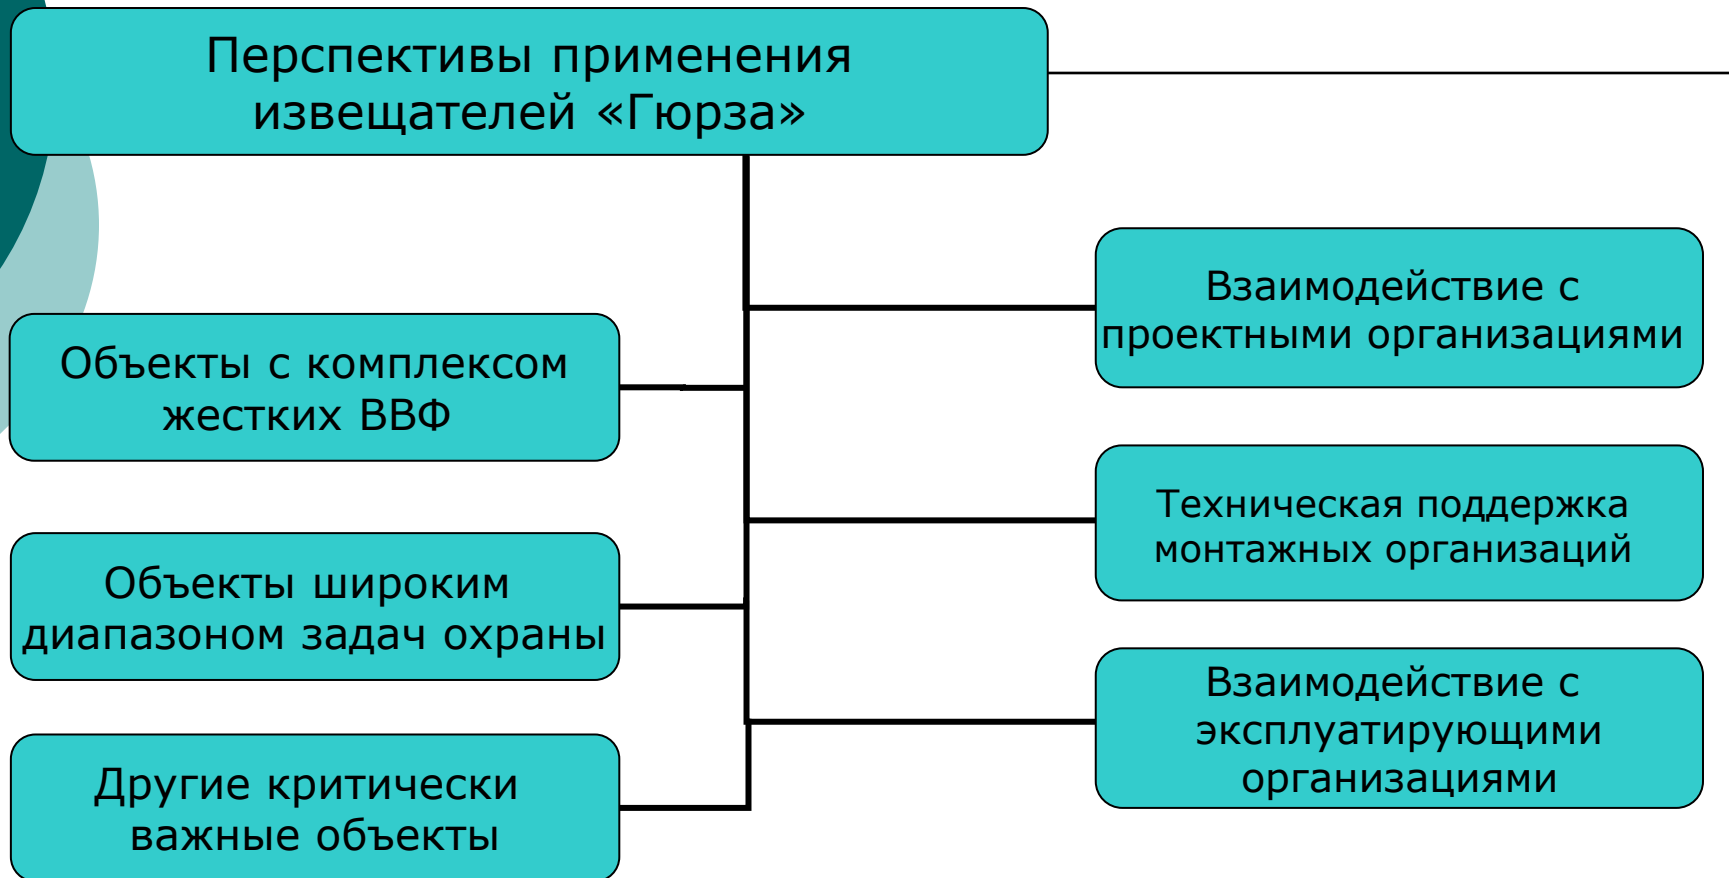 Перспективы применения
извещателей «Гюрза»
Объекты с комплексом
жестких ВВФ
Объекты широким
диапазоном задач охраны
Другие критически
важные объекты
Взаимодействие с
проектными организациями
Техническая поддержка
монтажных организаций
Взаимодействие с
эксплуатирующими
организациями